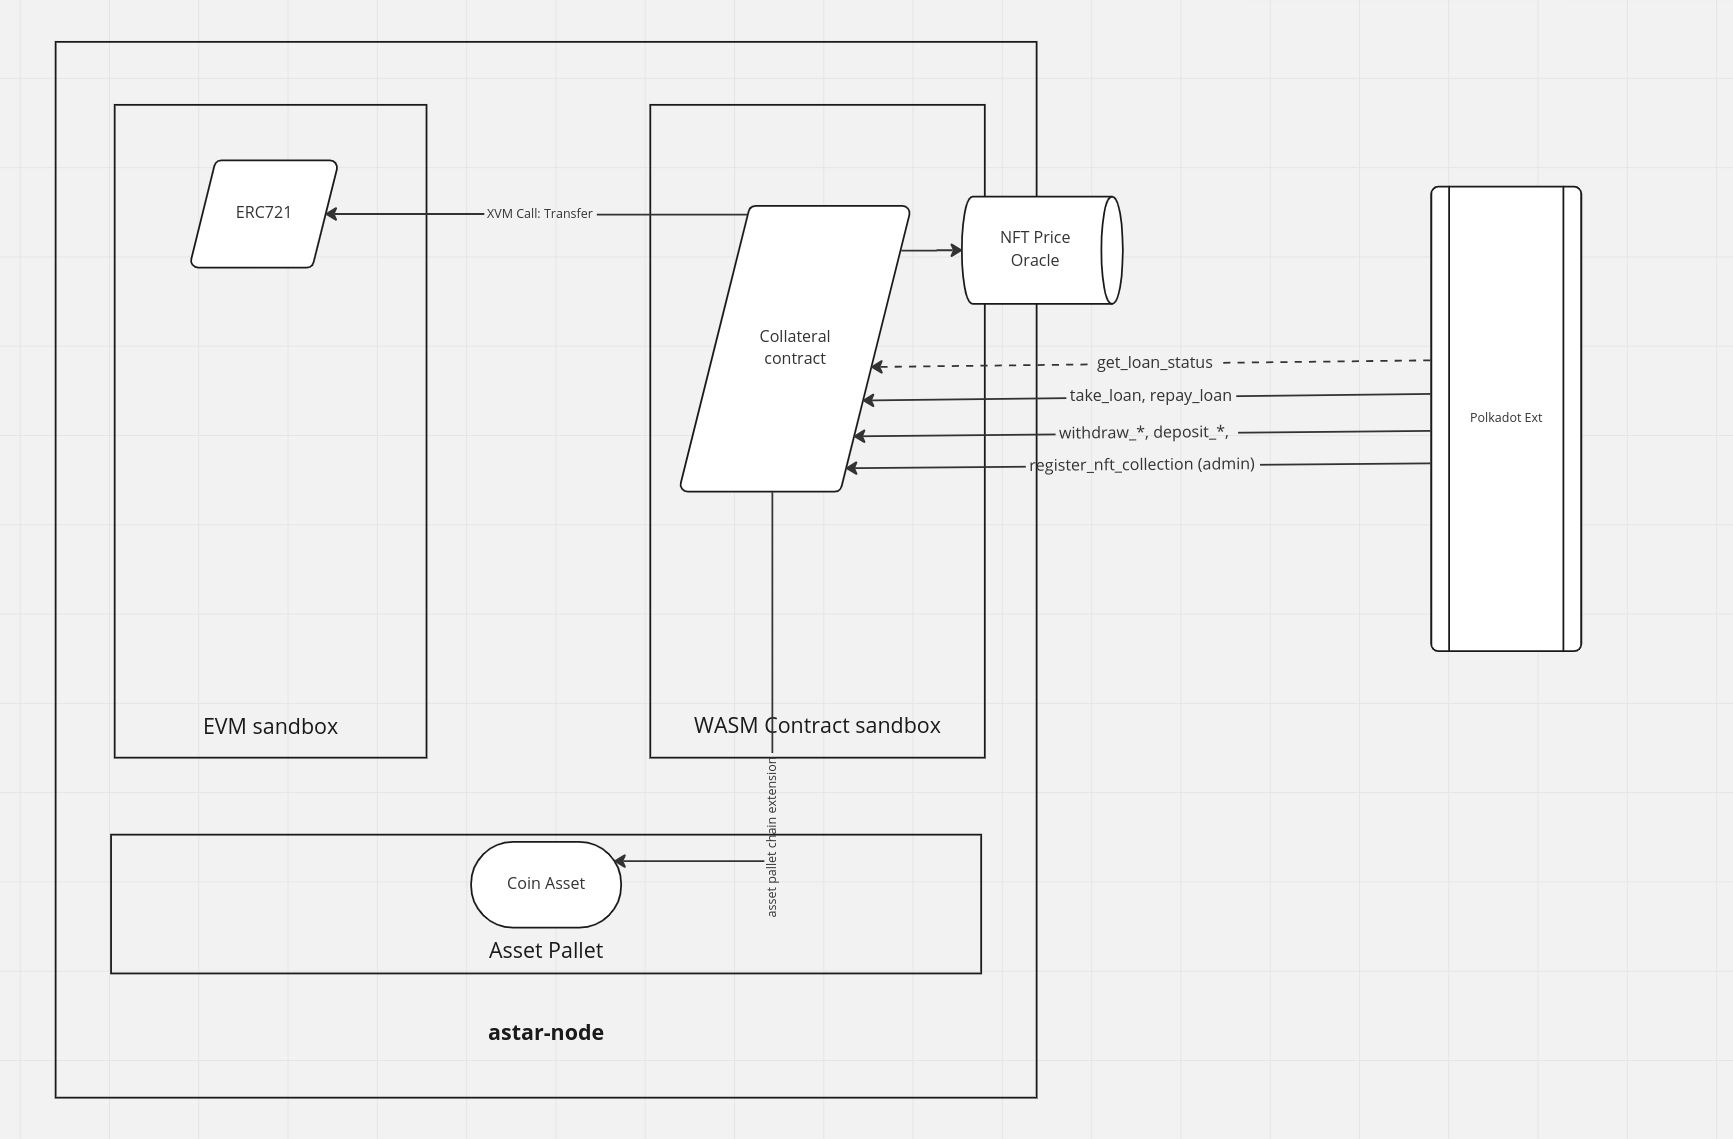 ERC721
XVM Call: Transfer
NFT Price
Oracle
Collateral
contract
get_loan_status
take_loan, repay_loan
withdraw_*, deposit_*,
register_nft_collection (admin)
Polkadot Ext
EVM sandbox
WASM Contract sandbox
asset pallet chain extension
Coin Asset
Asset Pallet
astar-node